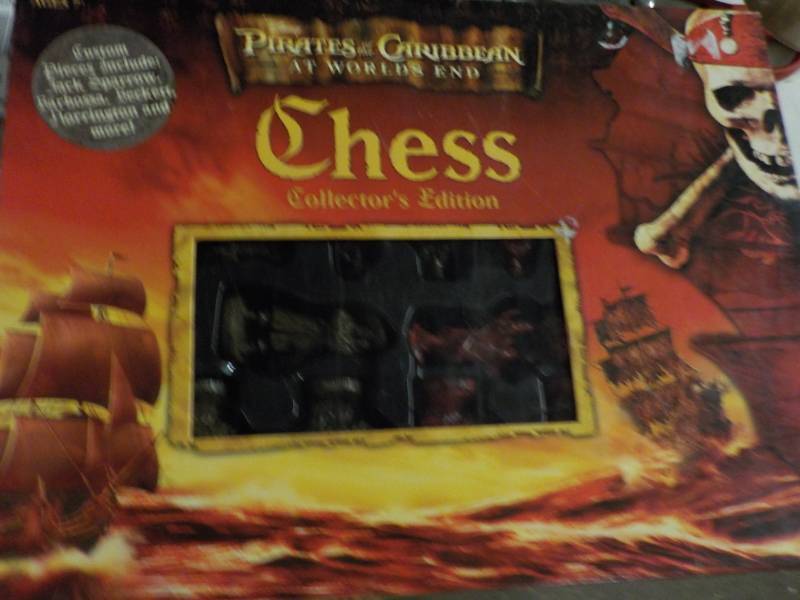 Custom
Pieces Include:
Jack Sparrow,
Barbossa, Beckett,
Norrington and
more!
PIRATES of the CARIBBEAN
AT WORLDS END
Chess
Collector's Edition